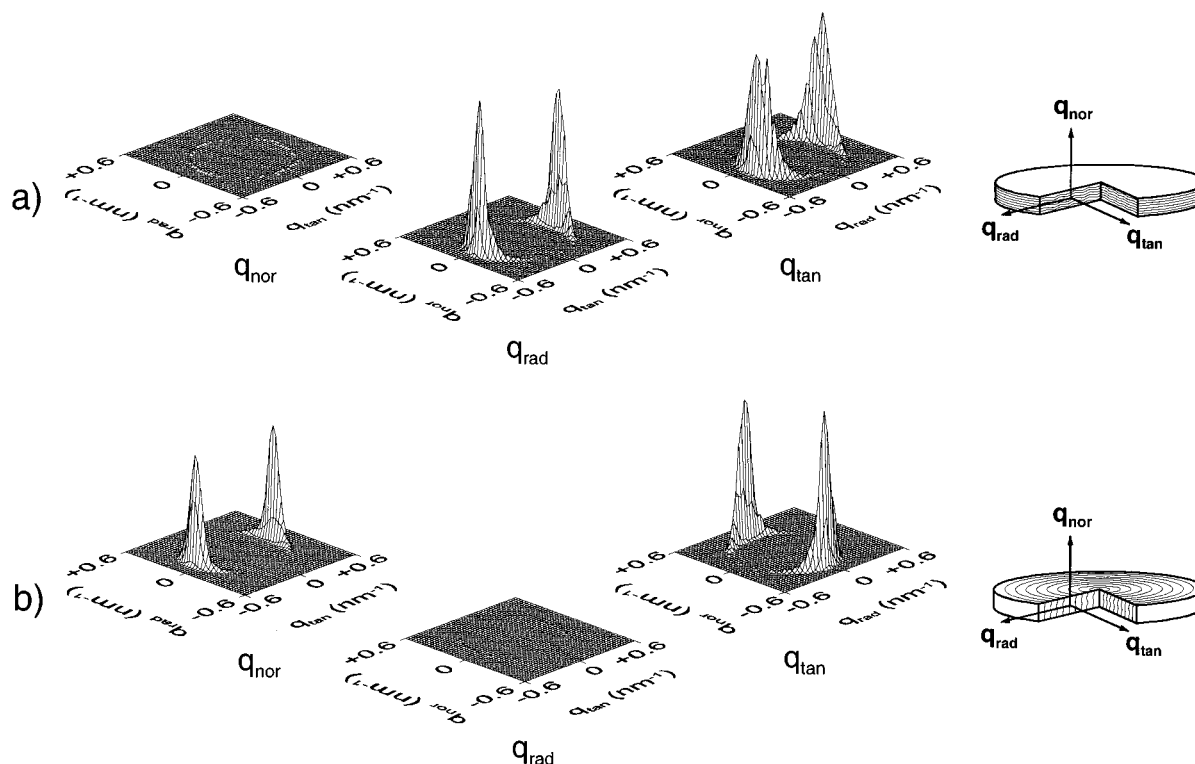 a)
+0.6
0
-0.6
q_rad (nm⁻¹)
-0.6
0
+0.6
q_tan (nm⁻¹)
q_nor
+0.6
0
-0.6
q_nor (nm⁻¹)
-0.6
0
+0.6
q_tan (nm⁻¹)
q_rad
+0.6
0
-0.6
q_nor (nm⁻¹)
-0.6
0
+0.6
q_rad (nm⁻¹)
q_tan
q_nor
q_rad
q_tan
b)
+0.6
0
-0.6
q_rad (nm⁻¹)
-0.6
0
+0.6
q_tan (nm⁻¹)
q_nor
+0.6
0
-0.6
q_nor (nm⁻¹)
-0.6
0
+0.6
q_tan (nm⁻¹)
q_rad
+0.6
0
-0.6
q_nor (nm⁻¹)
-0.6
0
+0.6
q_rad (nm⁻¹)
q_tan
q_nor
q_rad
q_tan